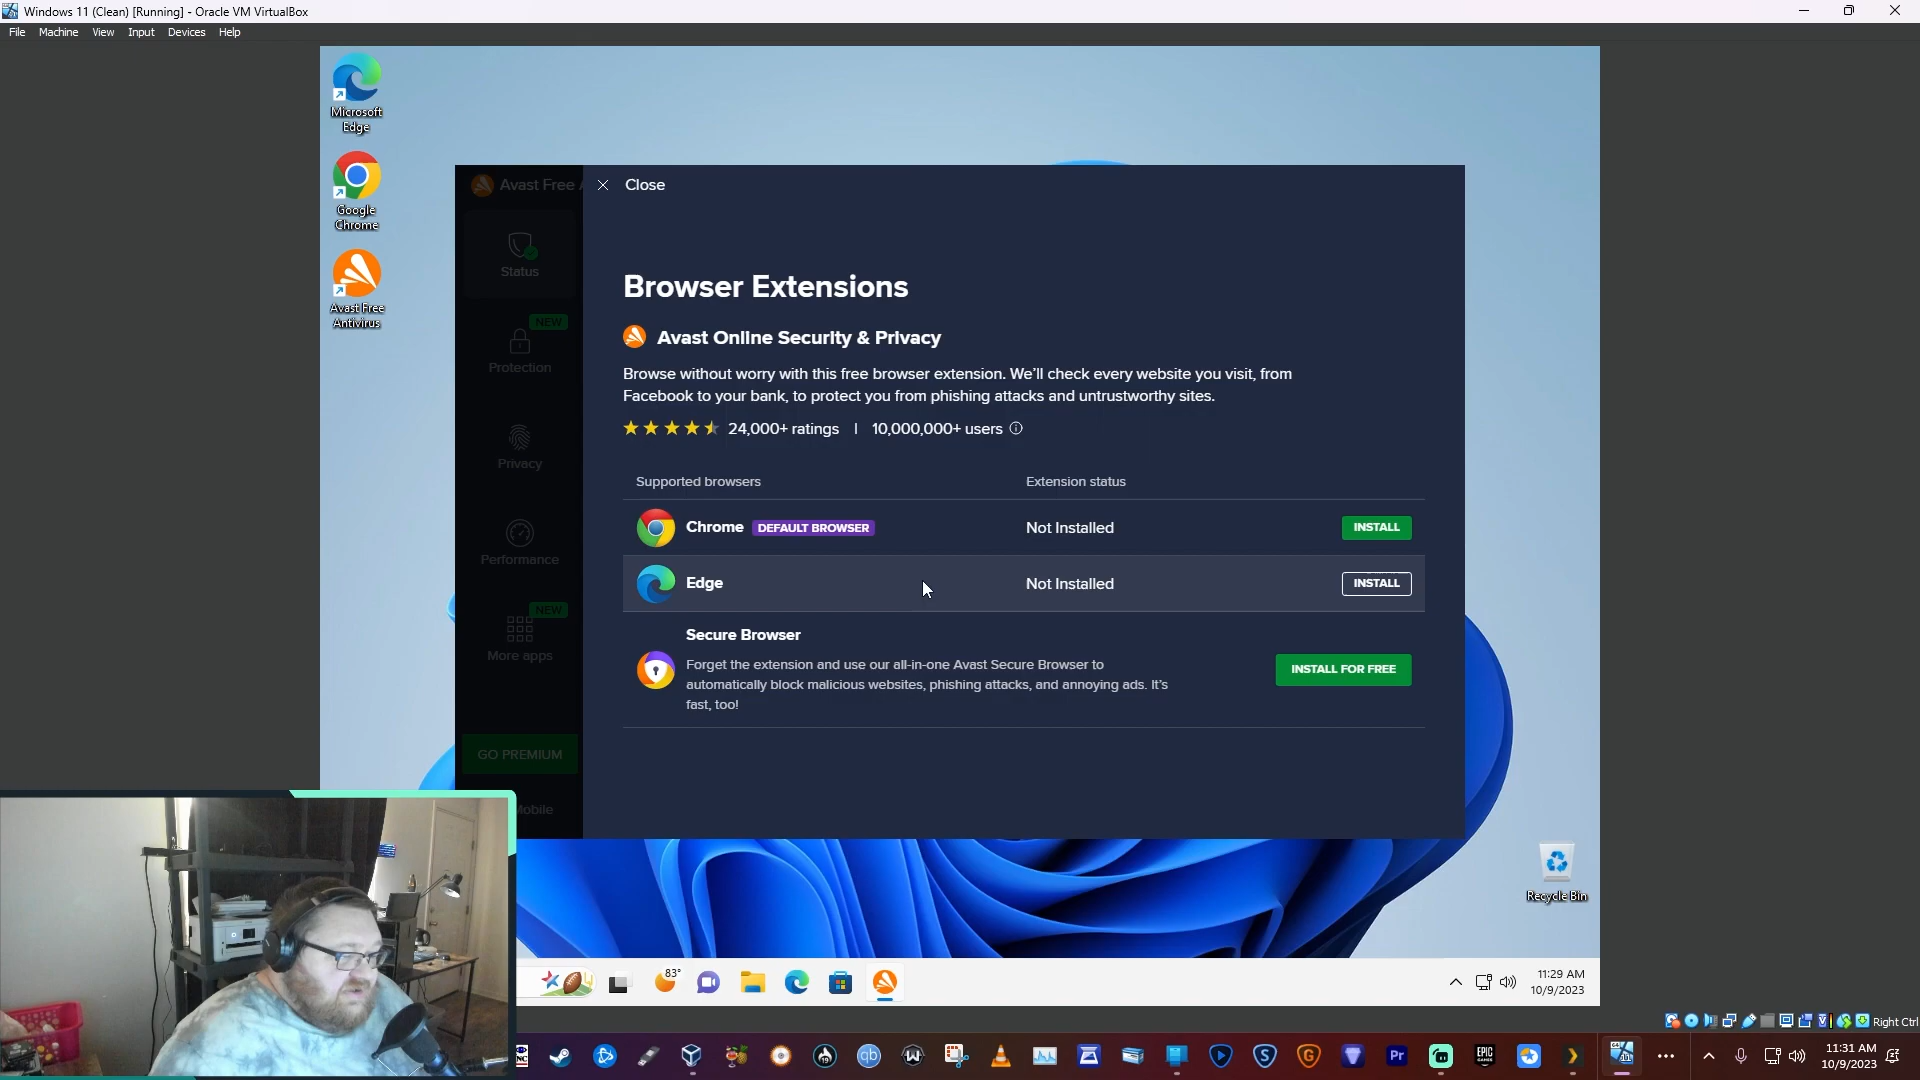 Windows 11 (Clean) [Running] - Oracle VM VirtualBox
File Machine View Input Devices Help
Microsoft
Edge
Google
Chrome
Avast Free
Antivirus
Avast Free A
Close
Status
NEW
Protection
Privacy
Performance
NEW
More apps
GO PREMIUM
Mobile
Browser Extensions
Avast Online Security & Privacy
Browse without worry with this free browser extension. We'll check every website you visit, from
Facebook to your bank, to protect you from phishing attacks and untrustworthy sites.
24,000+ ratings | 10,000,000+ users
Supported browsers Extension status
Chrome DEFAULT BROWSER Not Installed INSTALL
Edge Not Installed INSTALL
Secure Browser
Forget the extension and use our all-in-one Avast Secure Browser to
automatically block malicious websites, phishing attacks, and annoying ads. It's
fast, too!
INSTALL FOR FREE
Recycle Bin
83°
11:29 AM
10/9/2023
Right Ctrl
qb
S
G
Pr
EPIC
GAMES
11:31 AM
10/9/2023